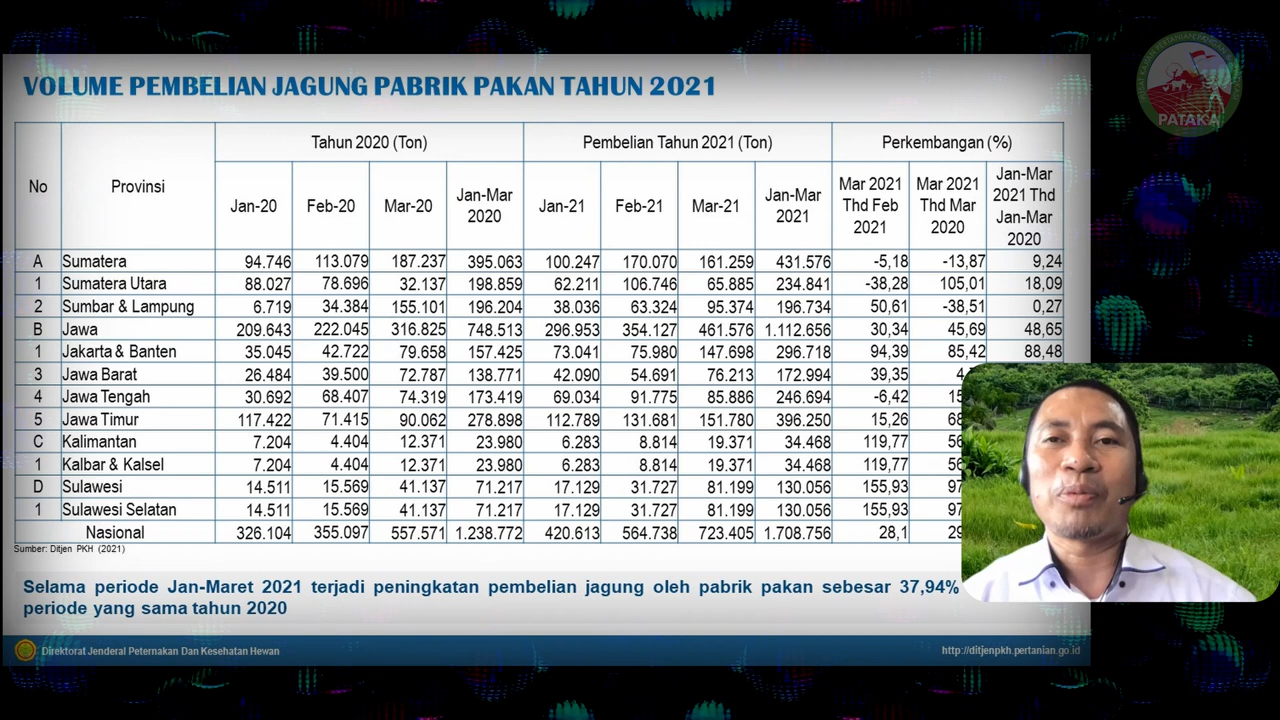 VOLUME PEMBELIAN JAGUNG PABRIK PAKAN TAHUN 2021
No Provinsi Tahun 2020 (Ton) Pembelian Tahun 2021 (Ton) Perkembangan (%)
Jan-20 Feb-20 Mar-20 Jan-Mar 2020 Jan-21 Feb-21 Mar-21 Jan-Mar 2021 Mar 2021 Thd Feb 2021 Mar 2021 Thd Mar 2020 Jan-Mar 2021 Thd Jan-Mar 2020
A Sumatera 94.746 113.079 187.237 395.063 100.247 170.070 161.259 431.576 -5,18 -13,87 9,24
1 Sumatera Utara 88.027 78.696 32.137 198.859 62.211 106.746 65.885 234.841 -38,28 105,01 18,09
2 Sumbar & Lampung 6.719 34.384 155.101 196.204 38.036 63.324 95.374 196.734 50,61 -38,51 0,27
B Jawa 209.643 222.045 316.825 748.513 296.953 354.127 461.576 1.112.656 30,34 45,69 48,65
1 Jakarta & Banten 35.045 42.722 79.658 157.425 73.041 75.980 147.698 296.718 94,39 85,42 88,48
3 Jawa Barat 26.484 39.500 72.787 138.771 42.090 54.691 76.213 172.994 39,35
4 Jawa Tengah 30.692 68.407 74.319 173.419 69.034 91.775 85.886 246.694 -6,42
5 Jawa Timur 117.422 71.415 90.062 278.898 112.789 131.681 151.780 396.250 15,26
C Kalimantan 7.204 4.404 12.371 23.980 6.283 8.814 19.371 34.468 119,77
1 Kalbar & Kalsel 7.204 4.404 12.371 23.980 6.283 8.814 19.371 34.468 119,77
D Sulawesi 14.511 15.569 41.137 71.217 17.129 31.727 81.199 130.056 155,93
1 Sulawesi Selatan 14.511 15.569 41.137 71.217 17.129 31.727 81.199 130.056 155,93
Nasional 326.104 355.097 557.571 1.238.772 420.613 564.738 723.405 1.708.756 28,1
Sumber: Ditjen PKH (2021)
Selama periode Jan-Maret 2021 terjadi peningkatan pembelian jagung oleh pabrik pakan sebesar 37,94%
periode yang sama tahun 2020
Direktorat Jenderal Peternakan Dan Kesehatan Hewan
http://ditjenpkh.pertanian.go.id
PATAKA